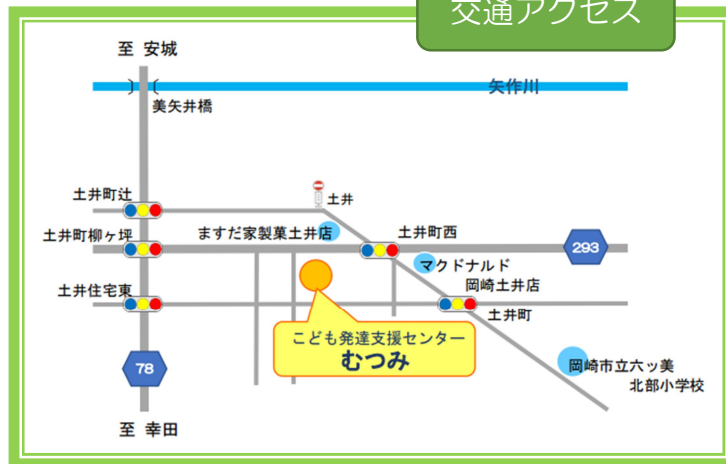 交通アクセス
至 安城
矢作川
美矢井橋
土井町辻
土井
土井町柳ヶ坪
ますだ家製菓土井店
土井町西
293
マクドナルド
岡崎土井店
土井住宅東
土井町
こども発達支援センター
むつみ
78
岡崎市立六ッ美
北部小学校
至 幸田